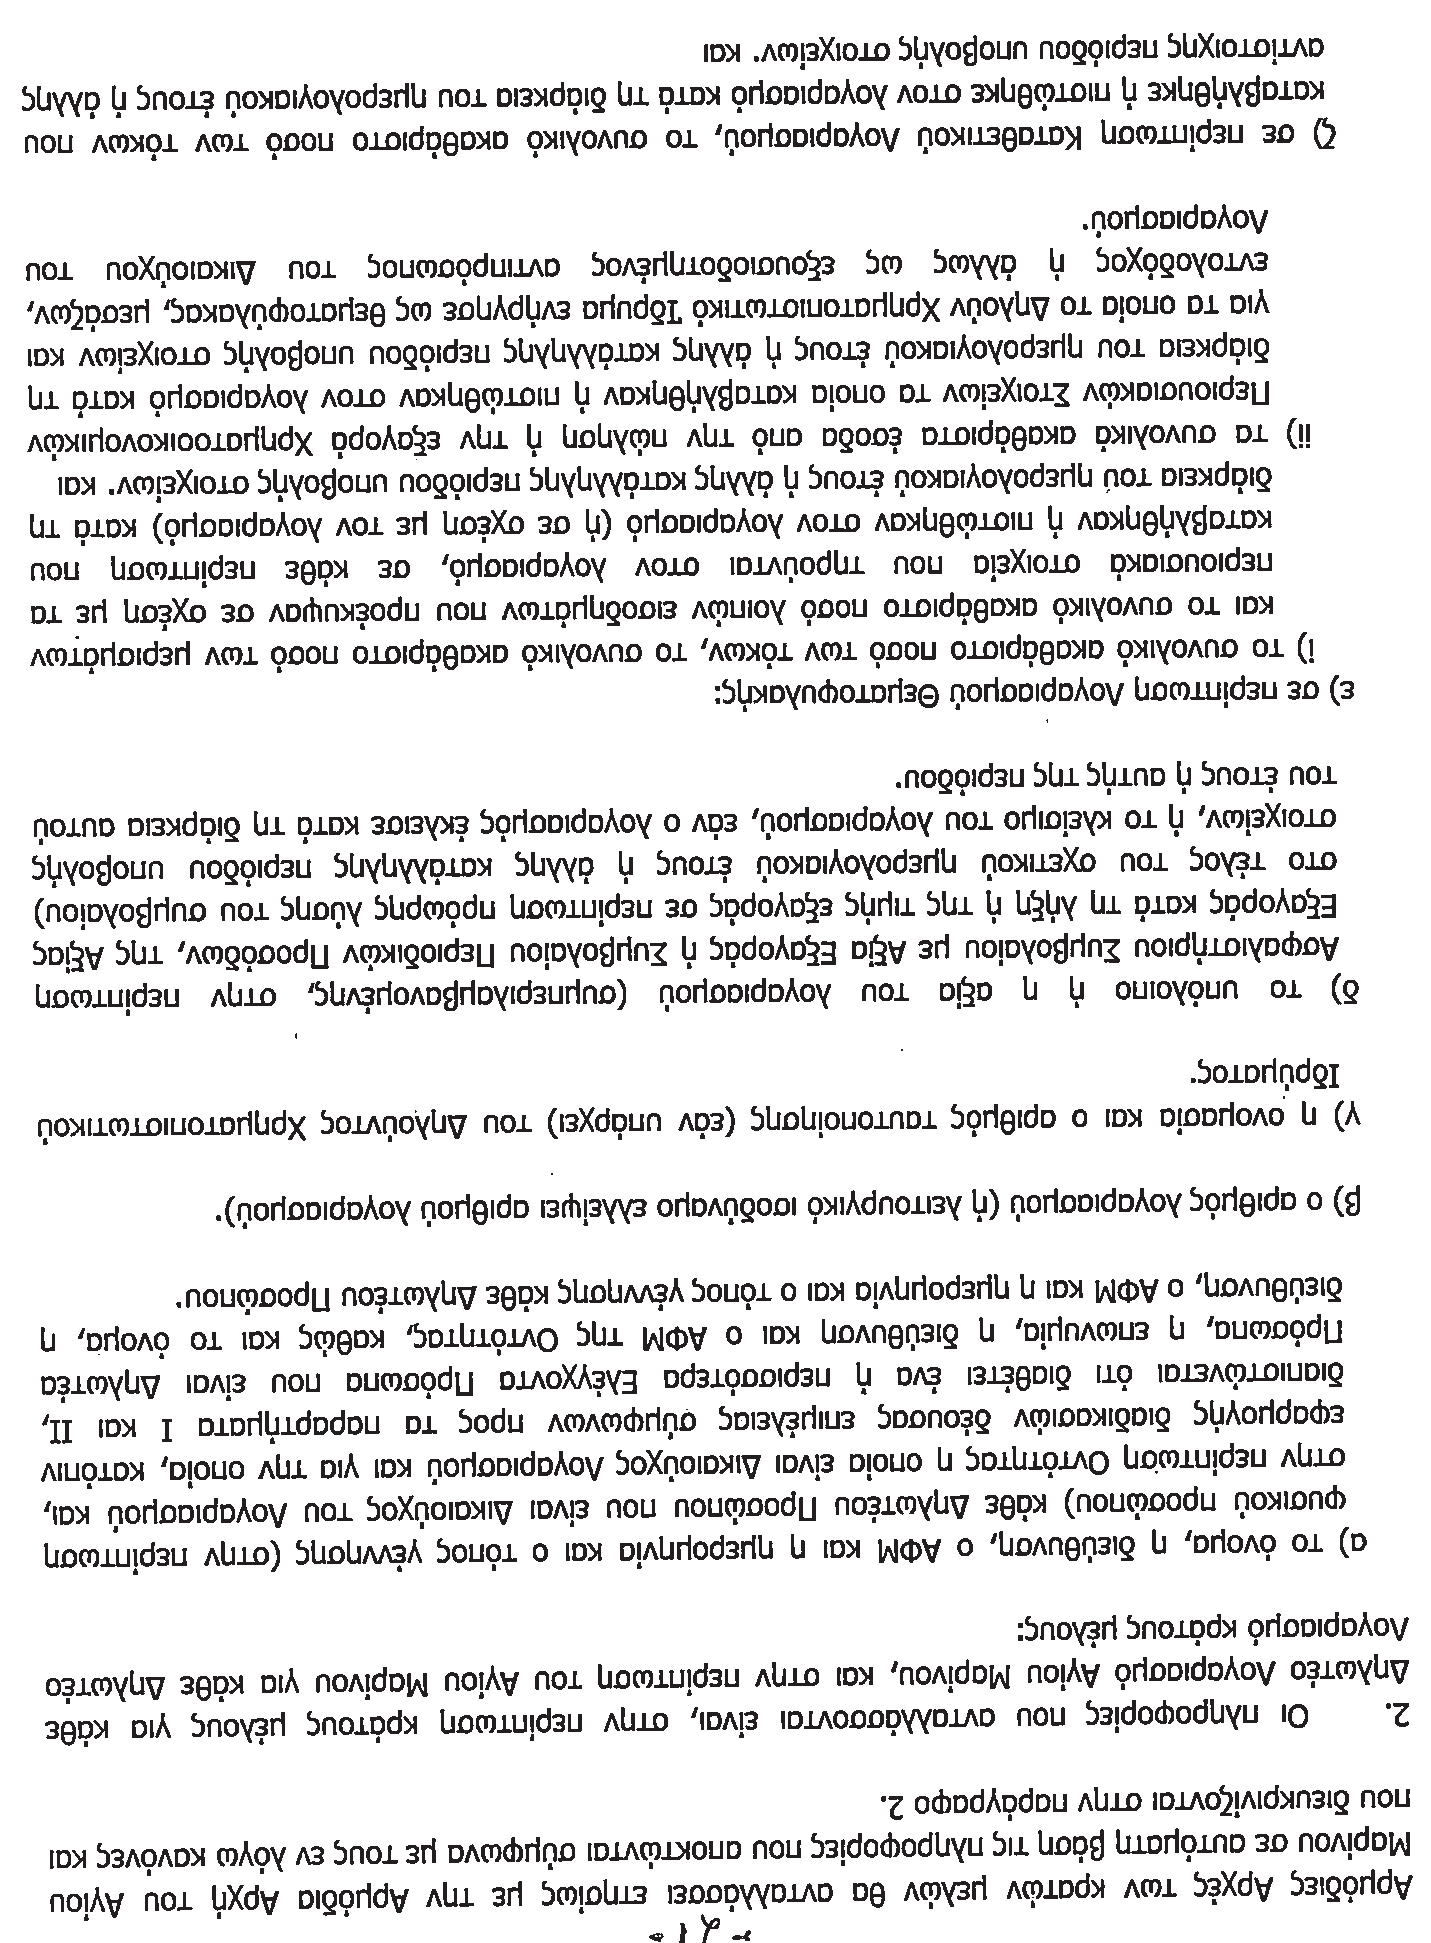 - 21 -
Αρμόδιες Αρχές των κρατών μελών θα ανταλλάσσει ετησίως με την Αρμόδια Αρχή του Αγίου
Μαρίνου σε αυτόματη βάση τις πληροφορίες που αποκτώνται σύμφωνα με τους εν λόγω κανόνες και
που διευκρινίζονται στην παράγραφο 2.
2. Οι πληροφορίες που ανταλλάσσονται είναι, στην περίπτωση κράτους μέλους για κάθε
Δηλωτέο Λογαριασμό Αγίου Μαρίνου, και στην περίπτωση του Αγίου Μαρίνου για κάθε Δηλωτέο
Λογαριασμό κράτους μέλους:
α) το όνομα, η διεύθυνση, ο ΑΦΜ και η ημερομηνία και ο τόπος γέννησης (στην περίπτωση
φυσικού προσώπου) κάθε Δηλωτέου Προσώπου που είναι Δικαιούχος του Λογαριασμού και,
στην περίπτωση Οντότητας η οποία είναι Δικαιούχος Λογαριασμού και για την οποία, κατόπιν
εφαρμογής διαδικασιών δέουσας επιμέλειας σύμφωνων προς τα παραρτήματα I και II,
διαπιστώνεται ότι διαθέτει ένα ή περισσότερα Ελέγχοντα Πρόσωπα που είναι Δηλωτέα
Πρόσωπα, η επωνυμία, η διεύθυνση και ο ΑΦΜ της Οντότητας, καθώς και το όνομα, η
διεύθυνση, ο ΑΦΜ και η ημερομηνία και ο τόπος γέννησης κάθε Δηλωτέου Προσώπου.
β) ο αριθμός λογαριασμού (ή λειτουργικό ισοδύναμο ελλείψει αριθμού λογαριασμού).
γ) η ονομασία και ο αριθμός ταυτοποίησης (εάν υπάρχει) του Δηλούντος Χρηματοπιστωτικού
Ιδρύματος.
δ) το υπόλοιπο ή η αξία του λογαριασμού (συμπεριλαμβανομένης, στην περίπτωση
Ασφαλιστήριου Συμβολαίου με Αξία Εξαγοράς ή Συμβολαίου Περιοδικών Προσόδων, της Αξίας
Εξαγοράς κατά τη λήξη ή της τιμής εξαγοράς σε περίπτωση πρόωρης λύσης του συμβολαίου)
στο τέλος του σχετικού ημερολογιακού έτους ή άλλης κατάλληλης περιόδου υποβολής
στοιχείων, ή το κλείσιμο του λογαριασμού, εάν ο λογαριασμός έκλεισε κατά τη διάρκεια αυτού
του έτους ή αυτής της περιόδου.
ε) σε περίπτωση Λογαριασμού Θεματοφυλακής:
i) το συνολικό ακαθάριστο ποσό των τόκων, το συνολικό ακαθάριστο ποσό των μερισμάτων
και το συνολικό ακαθάριστο ποσό λοιπών εισοδημάτων που προέκυψαν σε σχέση με τα
περιουσιακά στοιχεία που τηρούνται στον λογαριασμό, σε κάθε περίπτωση που
καταβλήθηκαν ή πιστώθηκαν στον λογαριασμό (ή σε σχέση με τον λογαριασμό) κατά τη
διάρκεια του ημερολογιακού έτους ή άλλης κατάλληλης περιόδου υποβολής στοιχείων. και
ii) τα συνολικά ακαθάριστα έσοδα από την πώληση ή την εξαγορά Χρηματοοικονομικών
Περιουσιακών Στοιχείων τα οποία καταβλήθηκαν ή πιστώθηκαν στον λογαριασμό κατά τη
διάρκεια του ημερολογιακού έτους ή άλλης κατάλληλης περιόδου υποβολής στοιχείων και
για τα οποία το Δηλούν Χρηματοπιστωτικό Ίδρυμα ενήργησε ως θεματοφύλακας, μεσάζων,
εντολοδόχος ή άλλως ως εξουσιοδοτημένος αντιπρόσωπος του Δικαιούχου του
Λογαριασμού.
ζ) σε περίπτωση Καταθετικού Λογαριασμού, το συνολικό ακαθάριστο ποσό των τόκων που
καταβλήθηκε ή πιστώθηκε στον λογαριασμό κατά τη διάρκεια του ημερολογιακού έτους ή άλλης
αντίστοιχης περιόδου υποβολής στοιχείων. και